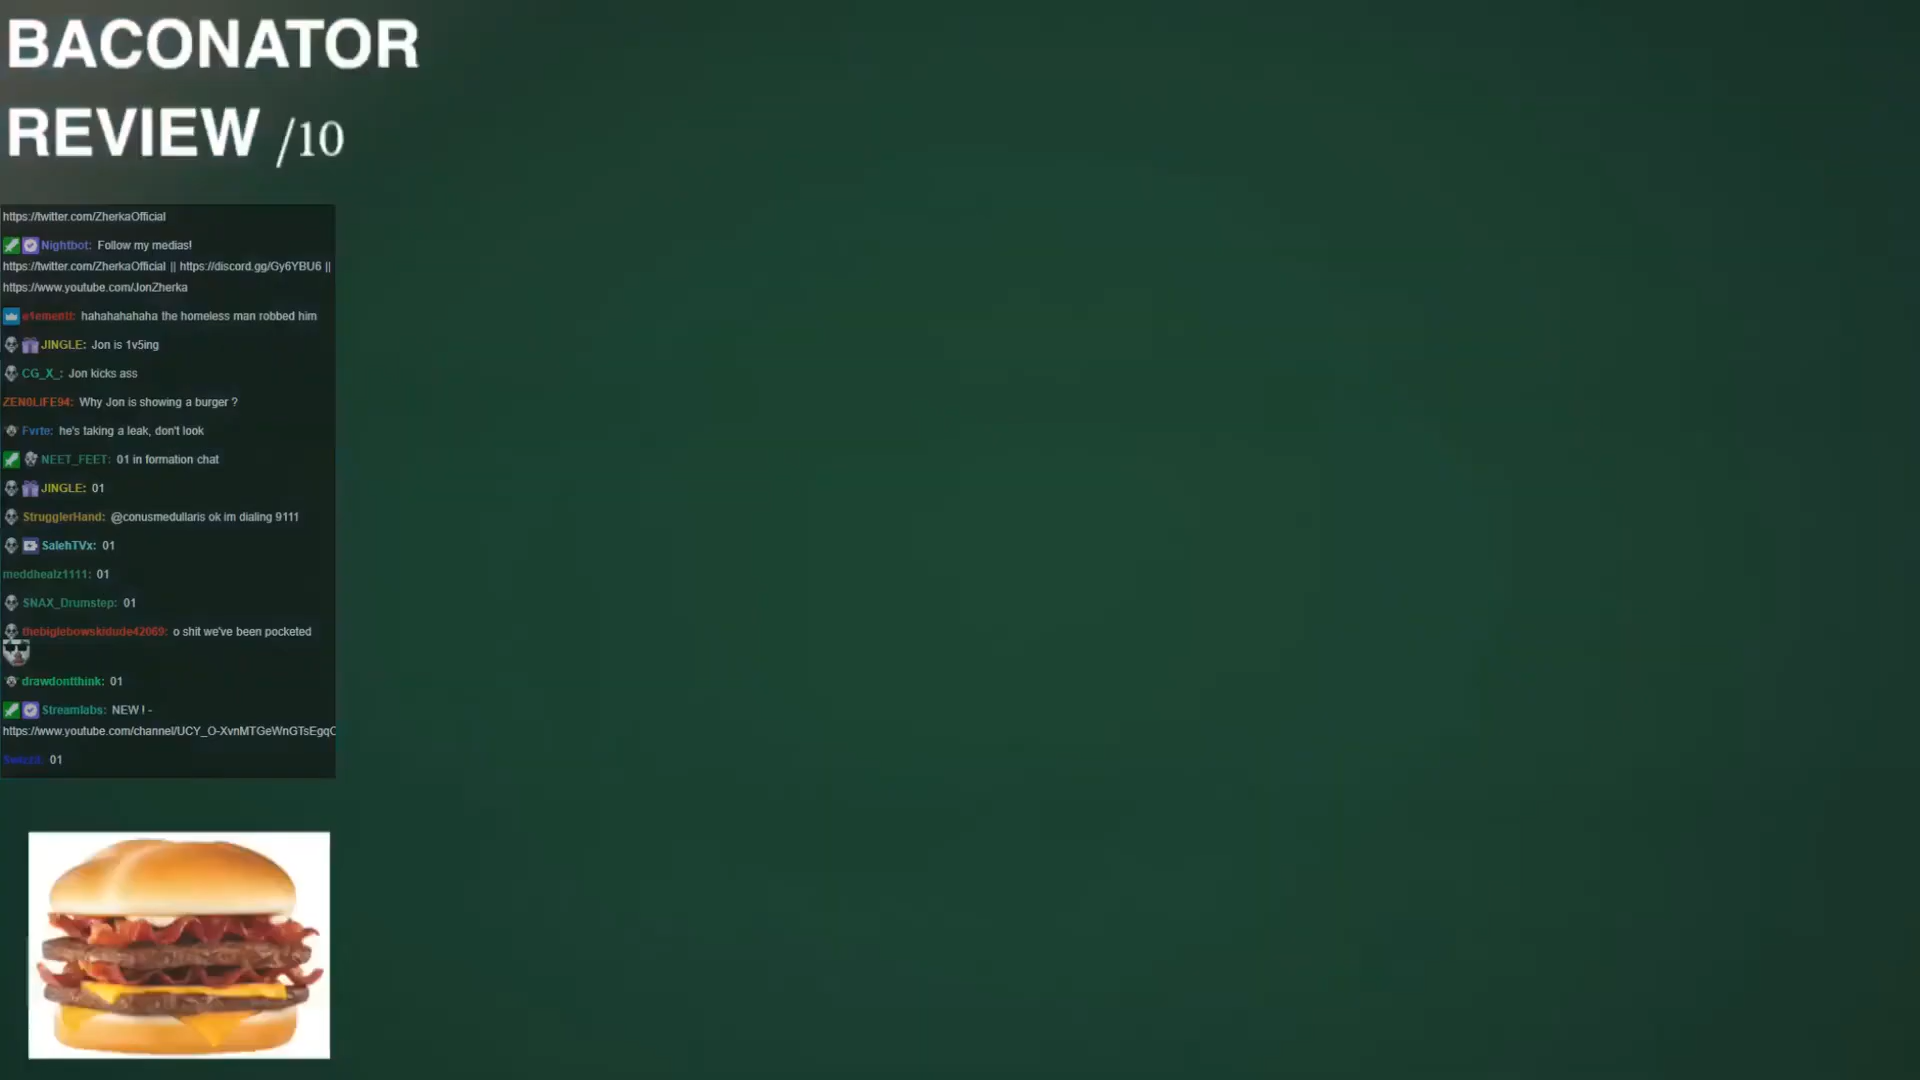 BACONATOR
REVIEW /10
https://twitter.com/ZherkaOfficial
Nightbot: Follow my medias!
https://twitter.com/ZherkaOfficial || https://discord.gg/Gy6YBU6 ||
https://www.youtube.com/JonZherka
e1ementt: hahahahahaha the homeless man robbed him
JINGLE: Jon is 1v5ing
CG_X_: Jon kicks ass
ZEN0LIFE94: Why Jon is showing a burger ?
Fvrte: he's taking a leak, don't look
NEET_FEET: 01 in formation chat
JINGLE: 01
StrugglerHand: @conusmedullaris ok im dialing 9111
SalehTVx: 01
meddhealz1111: 01
SNAX_Drumstep: 01
thebiglebowskidude42069: o shit we've been pocketed
drawdontthink: 01
Streamlabs: NEW ! -
https://www.youtube.com/channel/UCY_O-XvnMTGeWnGTsEgqC
01